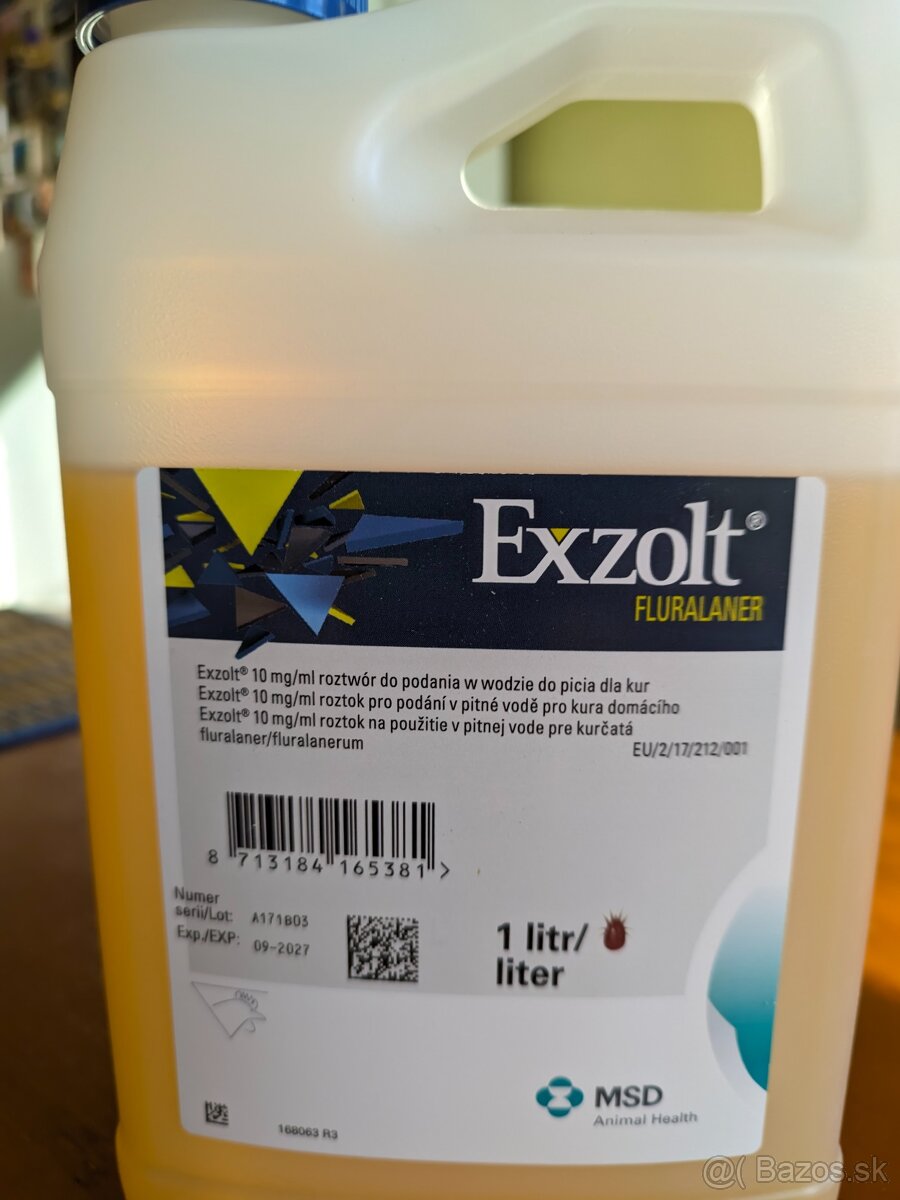 Exzolt®
FLURALANER
Exzolt® 10 mg/ml roztwór do podania w wodzie do picia dla kur
Exzolt® 10 mg/ml roztok pro podání v pitné vodě pro kura domácího
Exzolt® 10 mg/ml roztok na použitie v pitnej vode pre kurčatá
fluralaner/fluralanerum
EU/2/17/212/001
8 713184 165381 >
Numer
serii/Lot: A171B03
Exp./EXP: 09-2027
1 litr/
liter
MSD
Animal Health
168063 R3
@( Bazos.sk